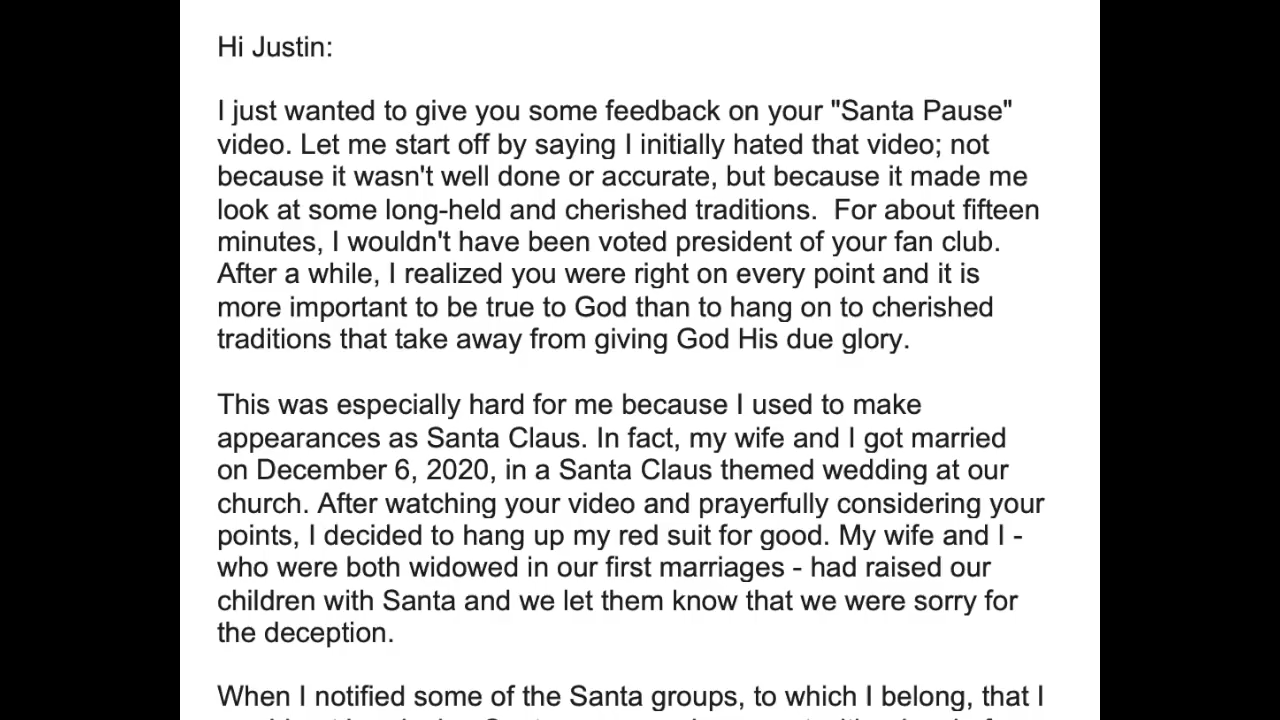 Hi Justin:
I just wanted to give you some feedback on your "Santa Pause"
video. Let me start off by saying I initially hated that video; not
because it wasn't well done or accurate, but because it made me
look at some long-held and cherished traditions.  For about fifteen
minutes, I wouldn't have been voted president of your fan club.
After a while, I realized you were right on every point and it is
more important to be true to God than to hang on to cherished
traditions that take away from giving God His due glory.
This was especially hard for me because I used to make
appearances as Santa Claus. In fact, my wife and I got married
on December 6, 2020, in a Santa Claus themed wedding at our
church. After watching your video and prayerfully considering your
points, I decided to hang up my red suit for good. My wife and I -
who were both widowed in our first marriages - had raised our
children with Santa and we let them know that we were sorry for
the deception.
When I notified some of the Santa groups, to which I belong, that I